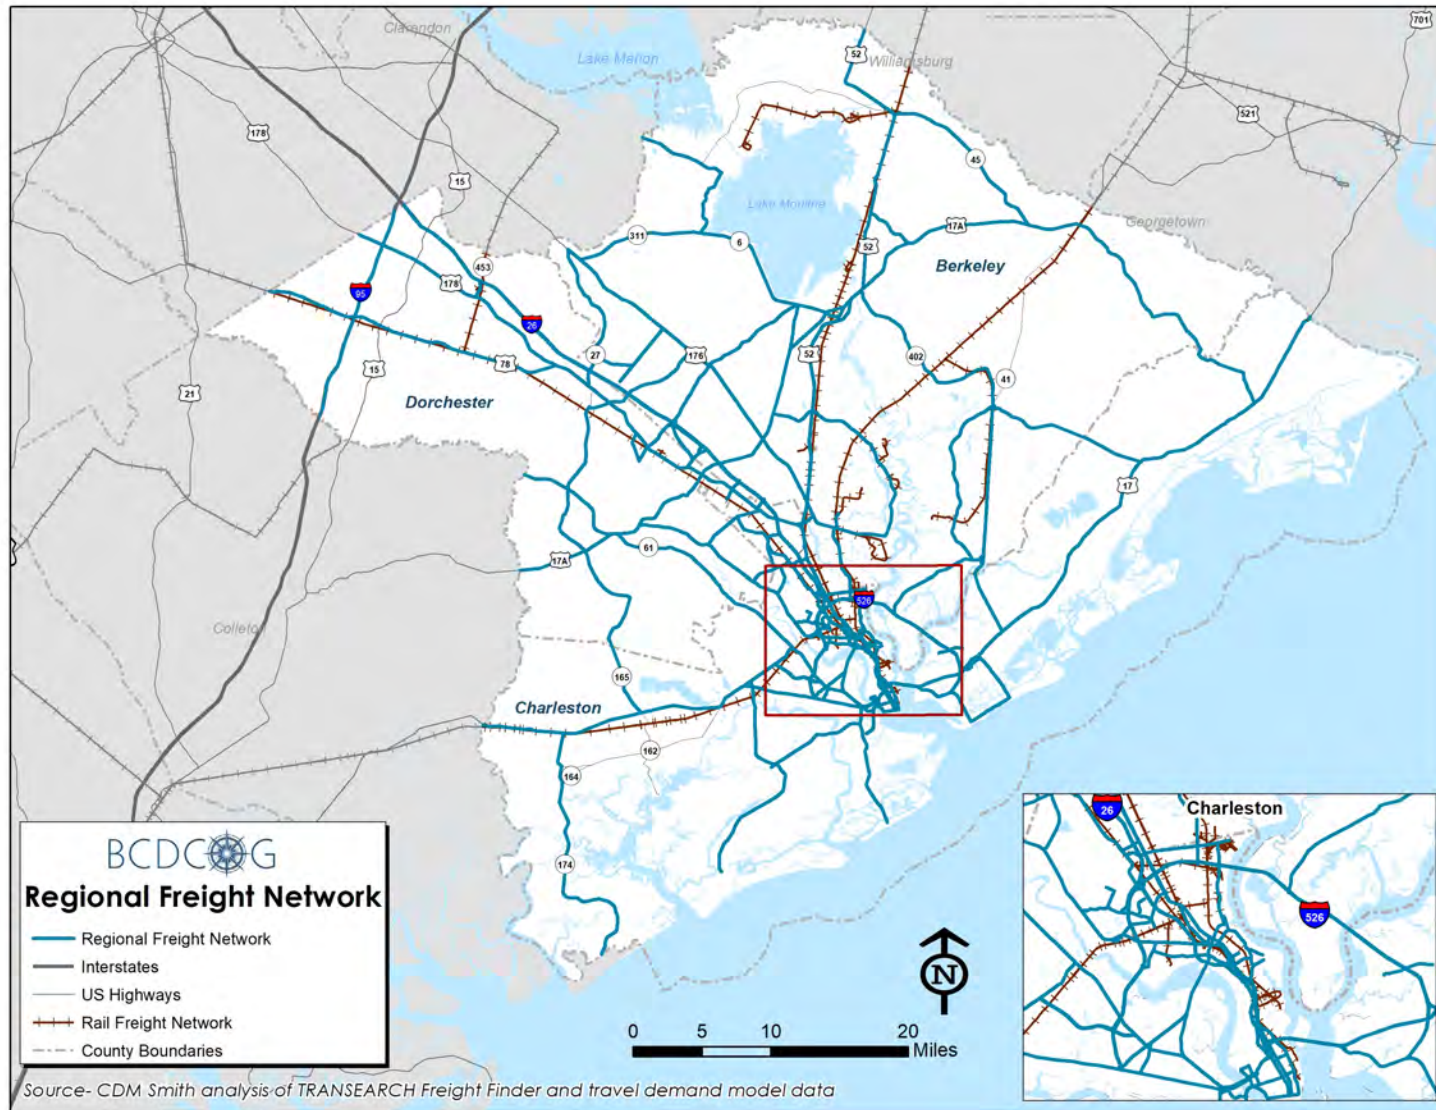 Clarendon
Lake Marion
52
Williamsburg
701
521
178
15
45
Lake Moultrie
Georgetown
17A
311
6
52
453
Berkeley
178
95
26
27
176
52
402
78
15
41
21
Dorchester
17
61
17A
526
Colleton
165
Charleston
162
164
174
BCDCOG
Regional Freight Network
Regional Freight Network
Interstates
US Highways
Rail Freight Network
County Boundaries
N
0 5 10 20
Miles
26
Charleston
526
Source- CDM Smith analysis of TRANSEARCH Freight Finder and travel demand model data